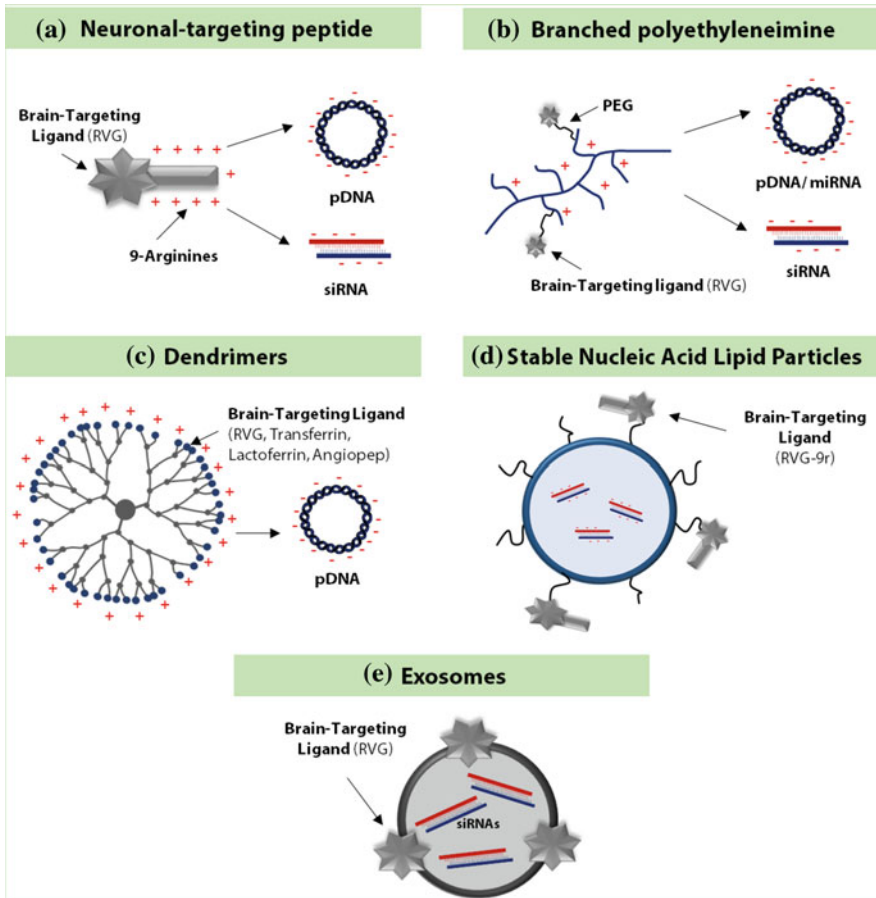 (a) Neuronal-targeting peptide
Brain-Targeting
Ligand (RVG)
9-Arginines
pDNA
siRNA
(b) Branched polyethyleneimine
PEG
Brain-Targeting ligand (RVG)
pDNA/ miRNA
siRNA
(c) Dendrimers
Brain-Targeting Ligand
(RVG, Transferrin,
Lactoferrin, Angiopep)
pDNA
(d) Stable Nucleic Acid Lipid Particles
Brain-Targeting
Ligand
(RVG-9r)
(e) Exosomes
Brain-Targeting
Ligand (RVG)
siRNAs